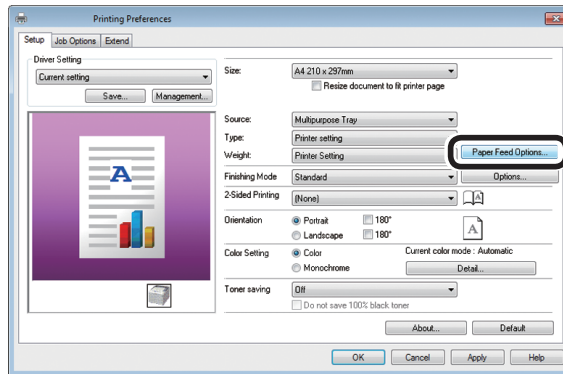 Printing Preferences
Setup Job Options Extend
Driver Setting
Current setting
Save... Management...
Size: A4 210 x 297mm
Resize document to fit printer page
Source: Multipurpose Tray
Type: Printer setting
Weight: Printer Setting
Paper Feed Options...
Finishing Mode Standard Options...
2-Sided Printing (None)
Orientation Portrait 180°
Landscape 180°
Color Setting Color Current color mode : Automatic
Monochrome Detail...
Toner saving Off
Do not save 100% black toner
About... Default
OK Cancel Apply Help
A
A